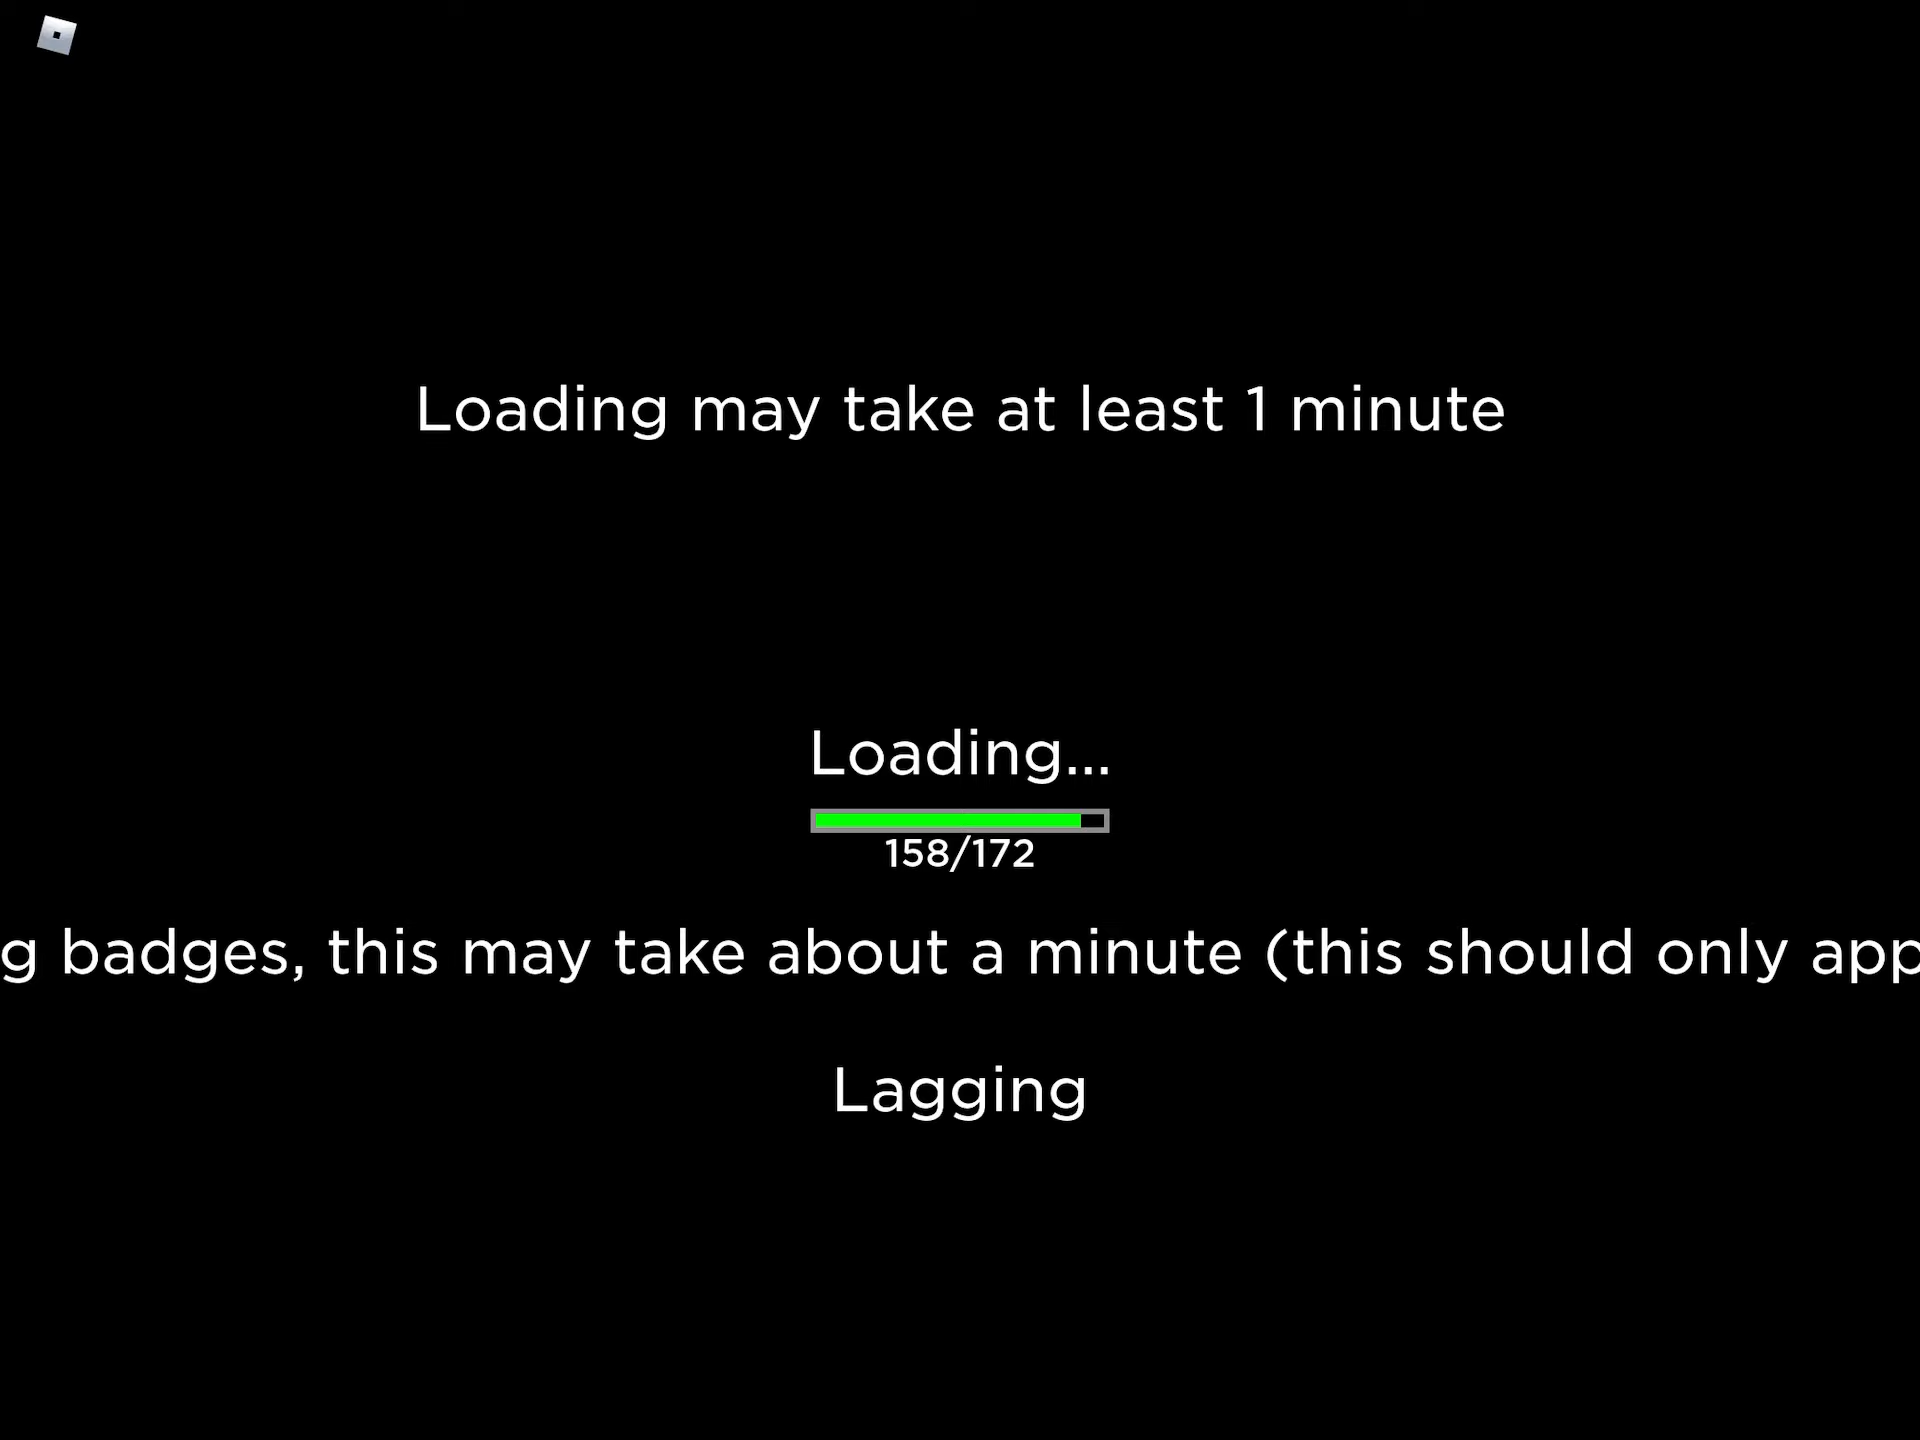 Loading may take at least 1 minute
Loading...
158/172
g badges, this may take about a minute (this should only app
Lagging